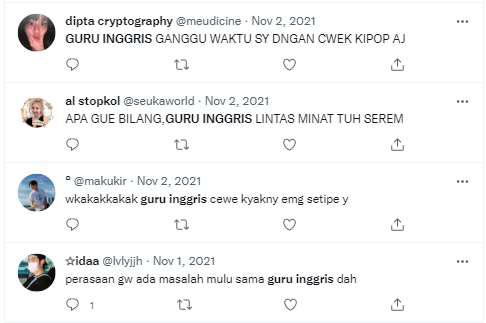 dipta cryptography @meudicine · Nov 2, 2021
GURU INGGRIS GANGGU WAKTU SY DNGAN CWEK KIPOP AJ
al stopkol @seukaworld · Nov 2, 2021
APA GUE BILANG,GURU INGGRIS LINTAS MINAT TUH SEREM
@makukir · Nov 2, 2021
wkakakkakak guru inggris cewe kyakny emg setipe y
☆idaa @lvlyjjh · Nov 1, 2021
perasaan gw ada masalah mulu sama guru inggris dah
1